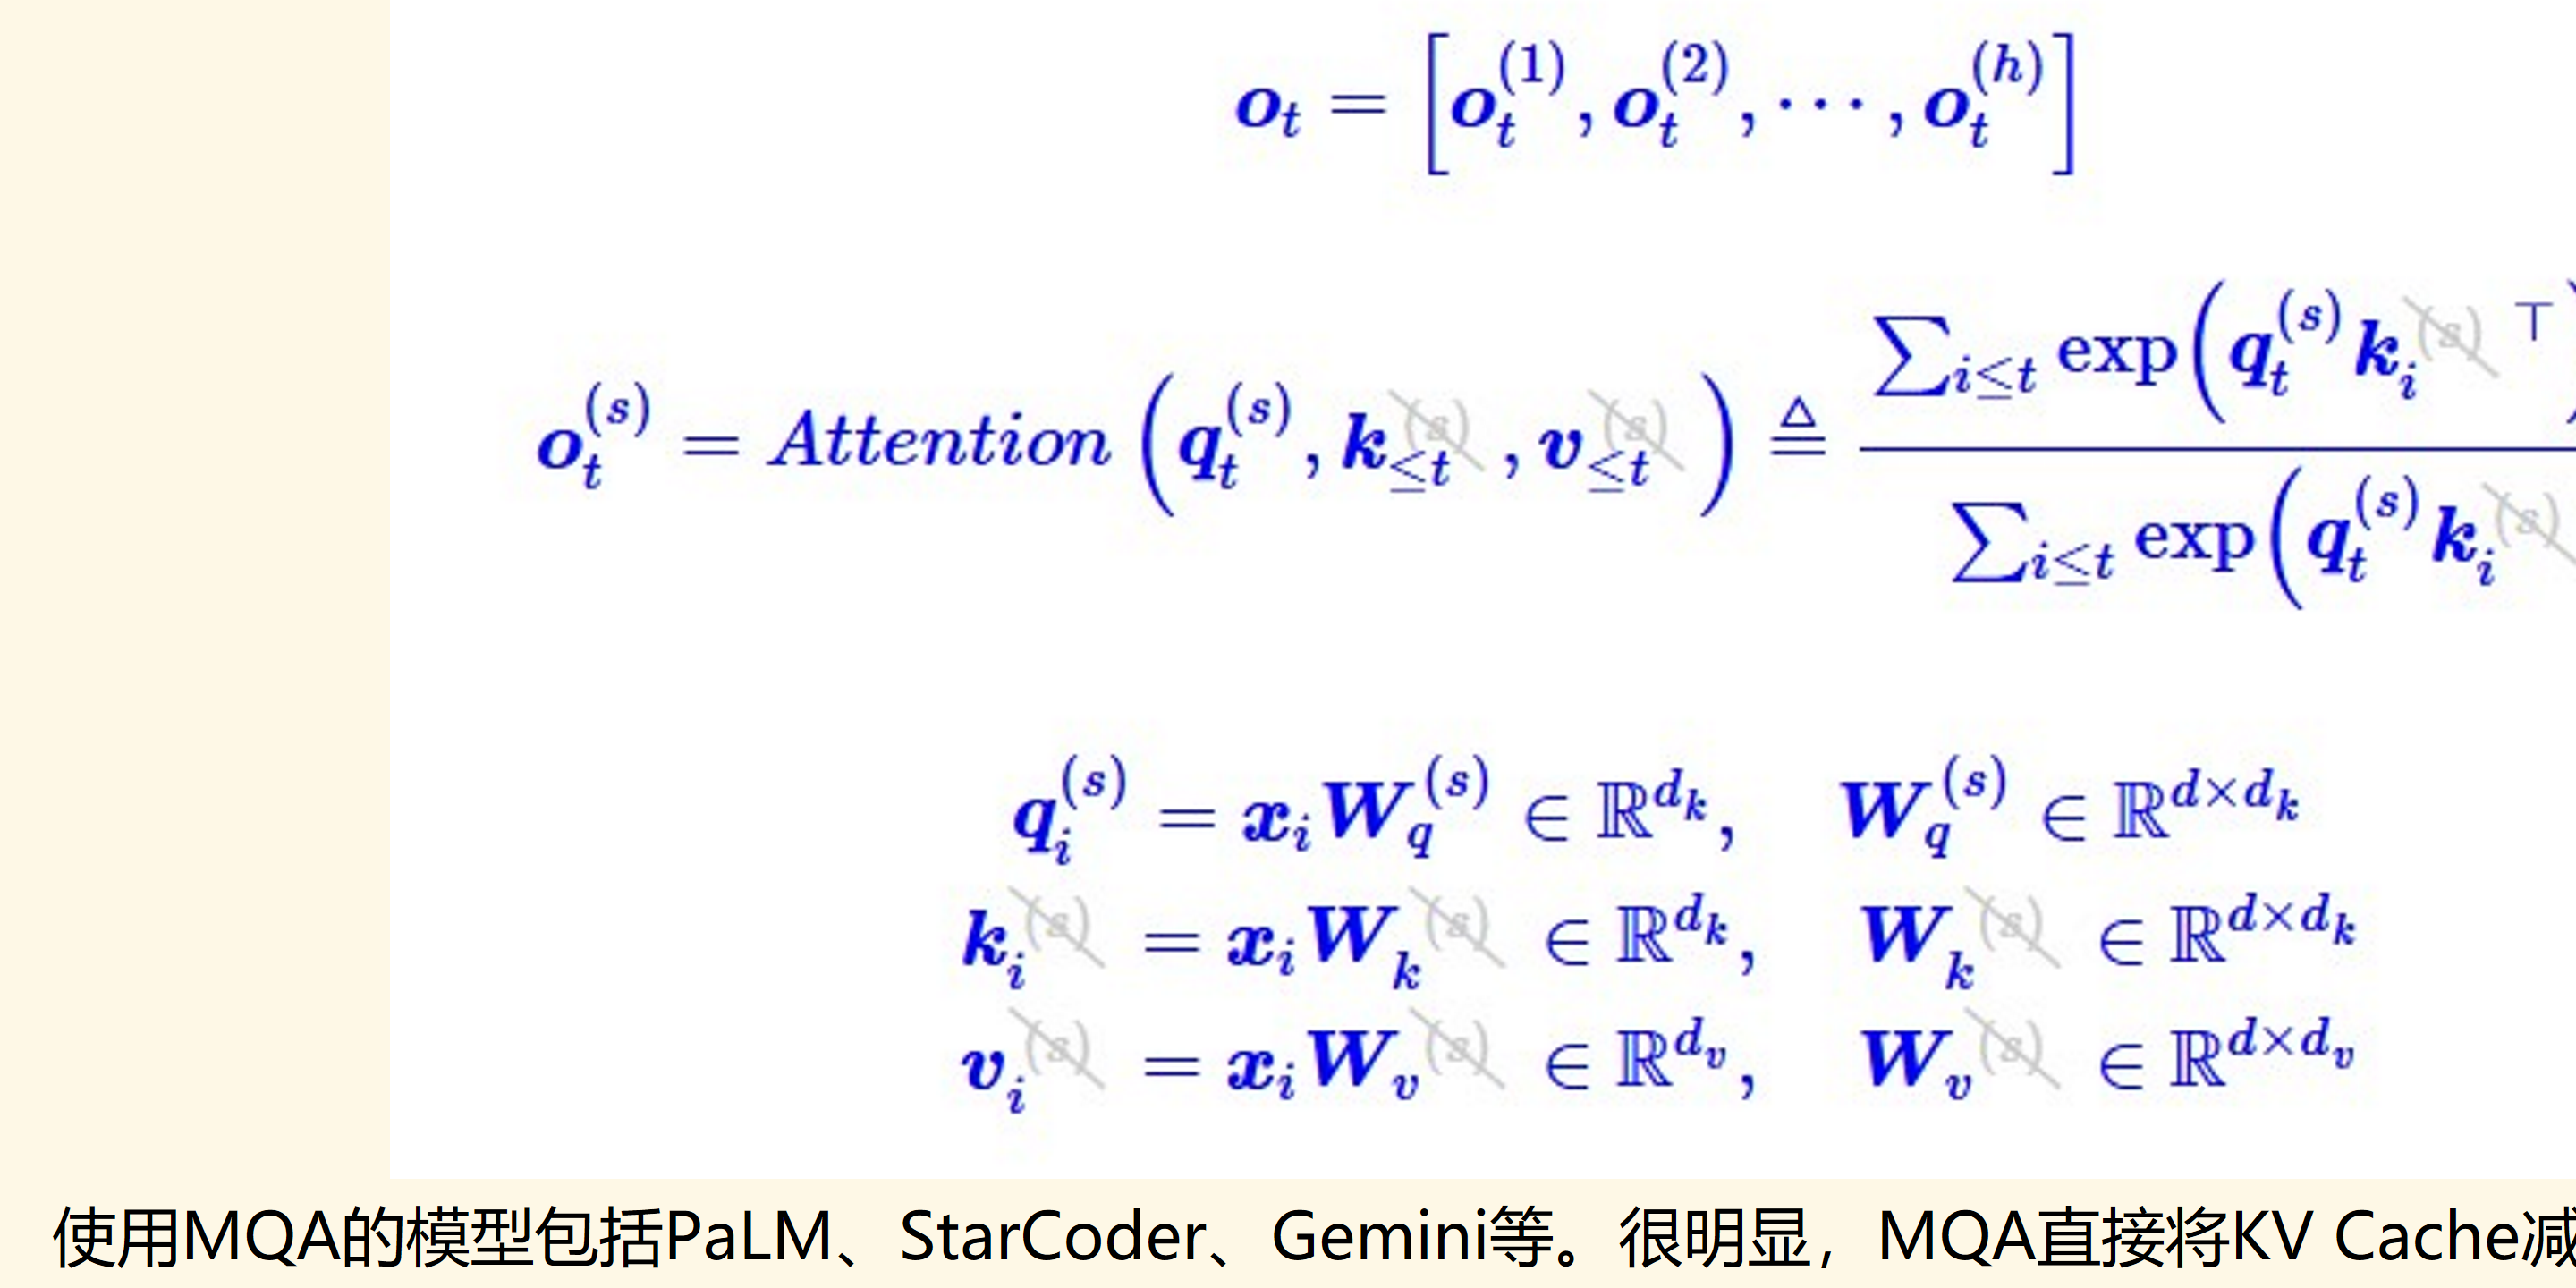 $\boldsymbol{o}_t = \left[\boldsymbol{o}_t^{(1)}, \boldsymbol{o}_t^{(2)}, \cdots, \boldsymbol{o}_t^{(h)}\right]$
$\boldsymbol{o}_t^{(s)} = Attention\left(\boldsymbol{q}_t^{(s)}, \boldsymbol{k}_{\leq t}^{\cancel{(s)}}, \boldsymbol{v}_{\leq t}^{\cancel{(s)}}\right) \triangleq \frac{\sum_{i\leq t} \exp\left(\boldsymbol{q}_t^{(s)} \boldsymbol{k}_i^{\cancel{(s)}}{}^{\top}\right)}{\sum_{i\leq t} \exp\left(\boldsymbol{q}_t^{(s)} \boldsymbol{k}_i^{\cancel{(s)}}\right.}$
$\boldsymbol{q}_i^{(s)} = \boldsymbol{x}_i \boldsymbol{W}_q^{(s)} \in \mathbb{R}^{d_k}, \quad \boldsymbol{W}_q^{(s)} \in \mathbb{R}^{d \times d_k}$
$\boldsymbol{k}_i^{\cancel{(s)}} = \boldsymbol{x}_i \boldsymbol{W}_k^{\cancel{(s)}} \in \mathbb{R}^{d_k}, \quad \boldsymbol{W}_k^{\cancel{(s)}} \in \mathbb{R}^{d \times d_k}$
$\boldsymbol{v}_i^{\cancel{(s)}} = \boldsymbol{x}_i \boldsymbol{W}_v^{\cancel{(s)}} \in \mathbb{R}^{d_v}, \quad \boldsymbol{W}_v^{\cancel{(s)}} \in \mathbb{R}^{d \times d_v}$
使用MQA的模型包括PaLM、StarCoder、Gemini等。很明显，MQA直接将KV Cache减